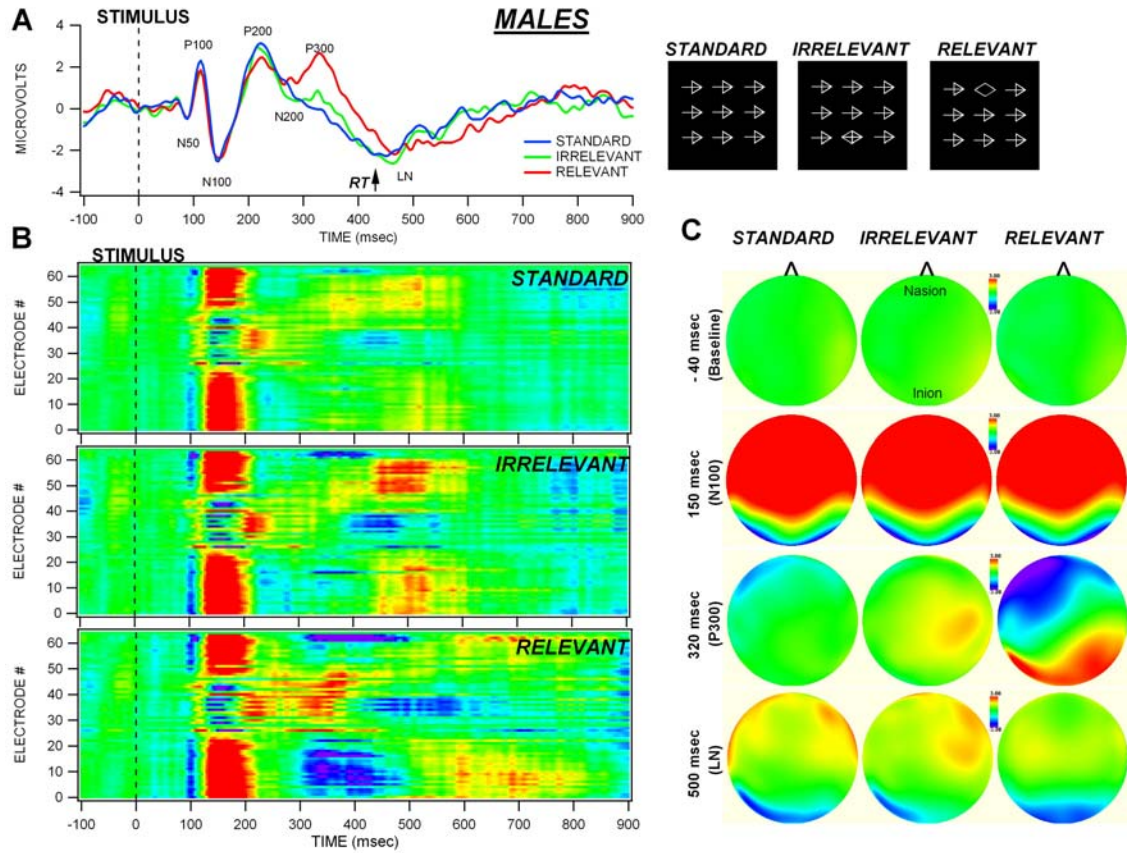 A
STIMULUS
MALES
4
2
0
-2
-4
MICROVOLTS
P100
P200
P300
N50
N100
N200
LN
RT
STANDARD
IRRELEVANT
RELEVANT
-100 0 100 200 300 400 500 600 700 800 900
TIME (msec)
STANDARD IRRELEVANT RELEVANT
B
STIMULUS
STANDARD
ELECTRODE #
60
50
40
30
20
10
0
IRRELEVANT
ELECTRODE #
60
50
40
30
20
10
0
RELEVANT
ELECTRODE #
60
50
40
30
20
10
0
-100 0 100 200 300 400 500 600 700 800 900
TIME (msec)
C
STANDARD IRRELEVANT RELEVANT
- 40 msec
(Baseline)
Nasion
Inion
150 msec
(N100)
320 msec
(P300)
500 msec
(LN)